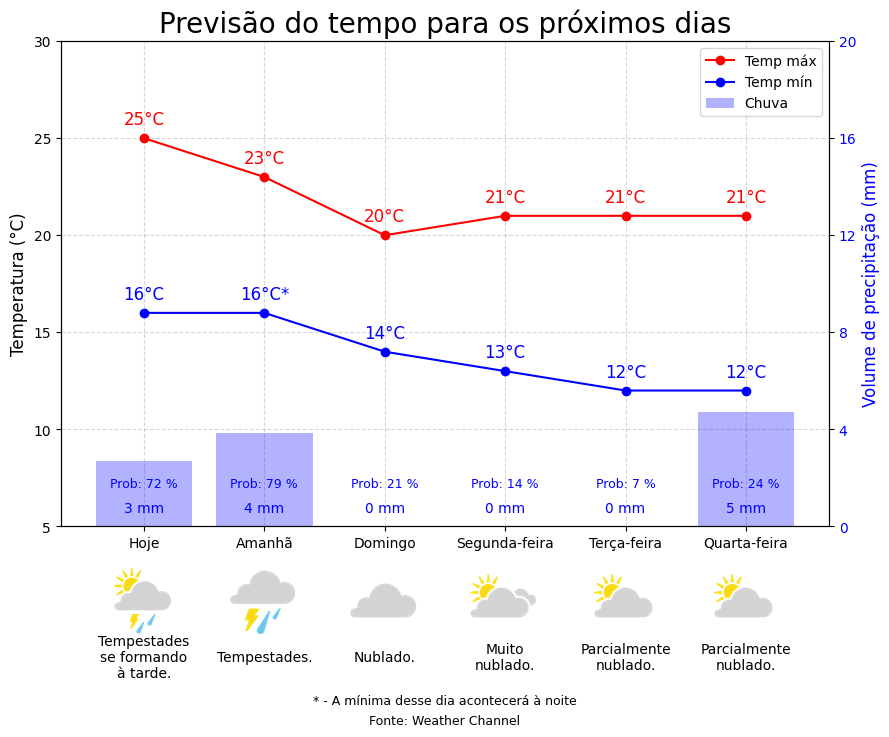 Previsão do tempo para os próximos dias
30
25
20
15
10
5
Temperatura (°C)
20
16
12
8
4
0
Volume de precipitação (mm)
Temp máx
Temp mín
Chuva
25°C
23°C
20°C
21°C
21°C
21°C
16°C
16°C*
14°C
13°C
12°C
12°C
Prob: 72 %
Prob: 79 %
Prob: 21 %
Prob: 14 %
Prob: 7 %
Prob: 24 %
3 mm
4 mm
0 mm
0 mm
0 mm
5 mm
Hoje
Amanhã
Domingo
Segunda-feira
Terça-feira
Quarta-feira
Tempestades
se formando
à tarde.
Tempestades.
Nublado.
Muito
nublado.
Parcialmente
nublado.
Parcialmente
nublado.
* - A mínima desse dia acontecerá à noite
Fonte: Weather Channel